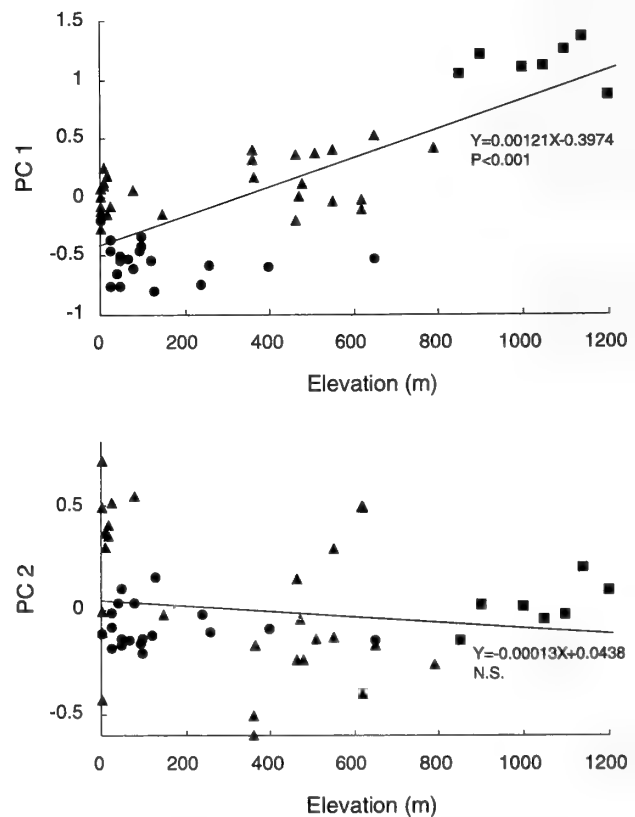 1.5
1
0.5
0
-0.5
-1
PC 1
Y=0.00121X-0.3974
P<0.001
0 200 400 600 800 1000 1200
Elevation (m)
0.5
0
-0.5
PC 2
Y=-0.00013X+0.0438
N.S.
0 200 400 600 800 1000 1200
Elevation (m)